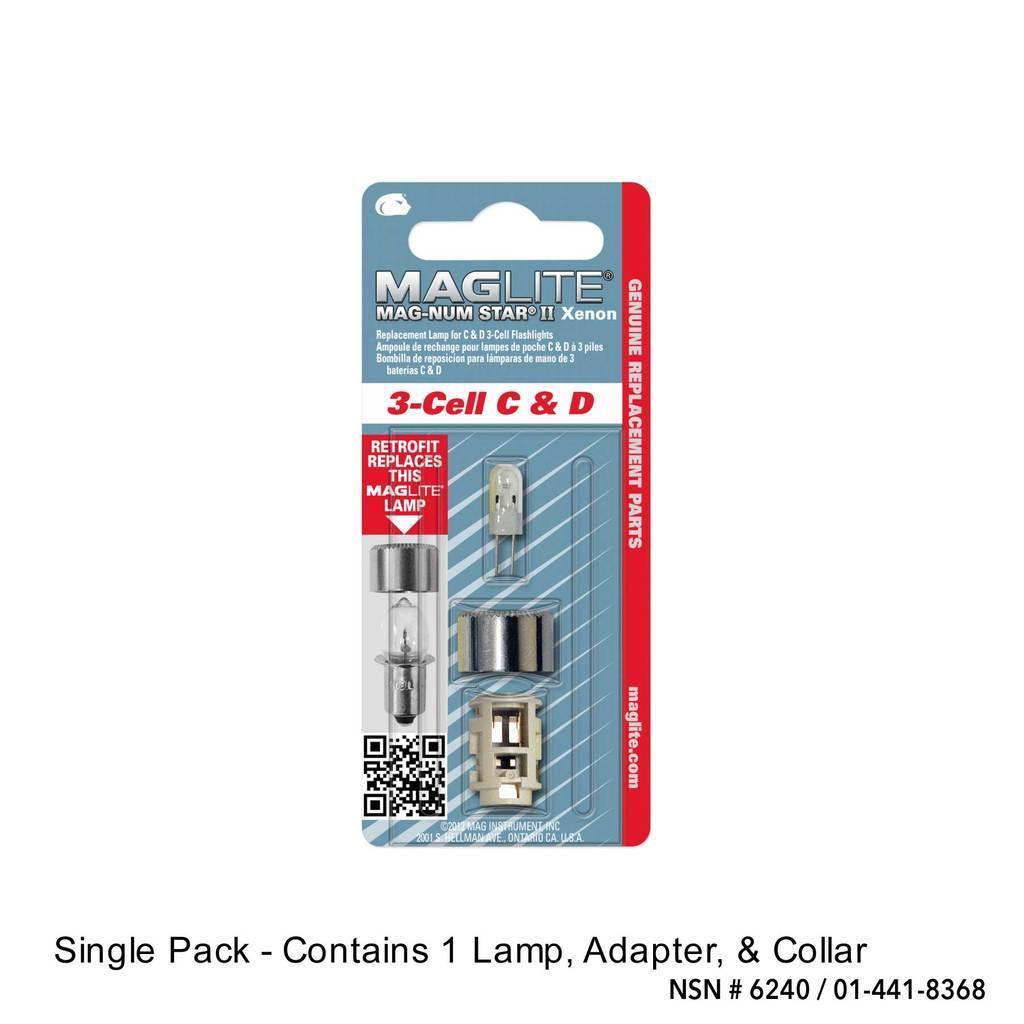 MAGLITE®
MAG-NUM STAR® II Xenon
Replacement Lamp for C & D 3-Cell Flashlights
Ampoule de rechange pour lampes de poche C & D à 3 piles
Bombilla de reposicion para lámparas de mano de 3
baterias C & D
3-Cell C & D
RETROFIT
REPLACES
THIS
MAGLITE®
LAMP
GENUINE REPLACEMENT PARTS
maglite.com
©2012 MAG INSTRUMENT, INC
2001 S. HELLMAN AVE., ONTARIO CA. U.S.A.
Single Pack - Contains 1 Lamp, Adapter, & Collar
NSN # 6240 / 01-441-8368